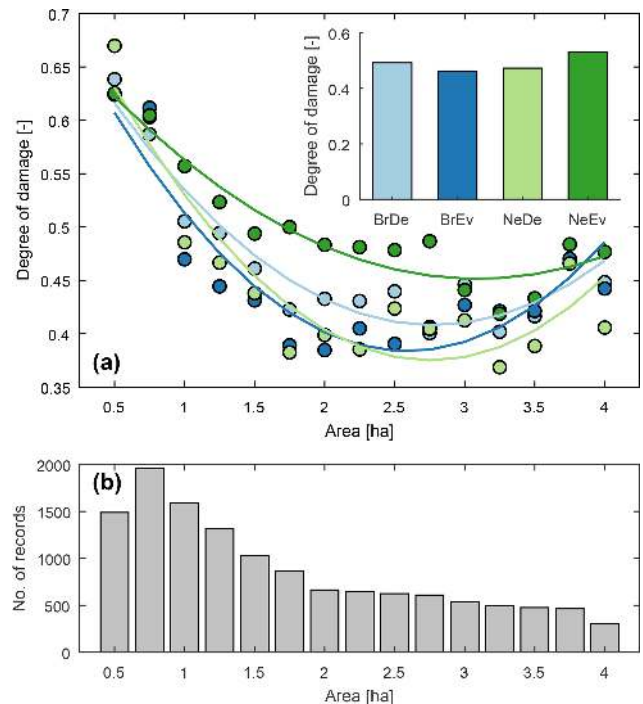 0.7
0.65
0.6
0.55
0.5
0.45
0.4
0.35
Degree of damage [-]
(a)
0.5 1 1.5 2 2.5 3 3.5 4
Area [ha]
0.6
0.4
0.2
0
Degree of damage [-]
BrDe BrEv NeDe NeEv
2000
1500
1000
500
0
No. of records
(b)
0.5 1 1.5 2 2.5 3 3.5 4
Area [ha]